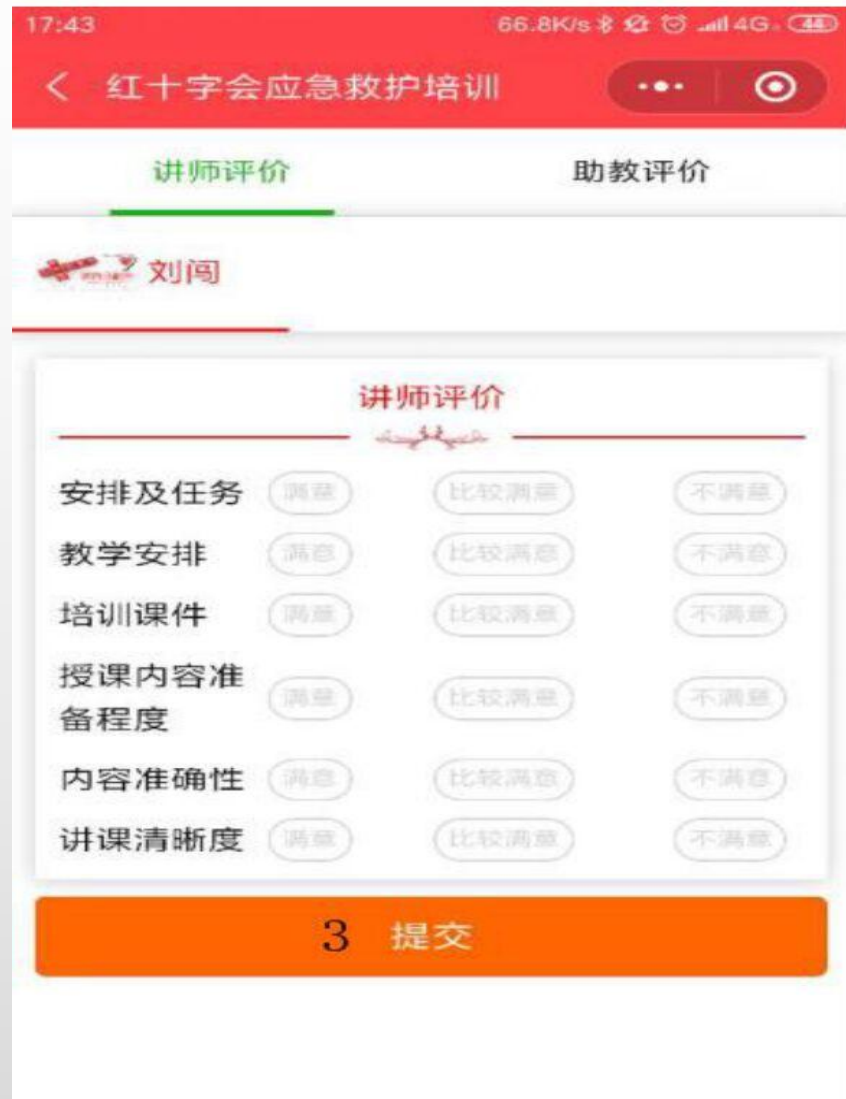 17:43 66.8K/s 4G 44
红十字会应急救护培训
讲师评价 助教评价
刘闯
讲师评价
安排及任务 满意 比较满意 不满意
教学安排 满意 比较满意 不满意
培训课件 满意 比较满意 不满意
授课内容准
备程度 满意 比较满意 不满意
内容准确性 满意 比较满意 不满意
讲课清晰度 满意 比较满意 不满意
3 提交